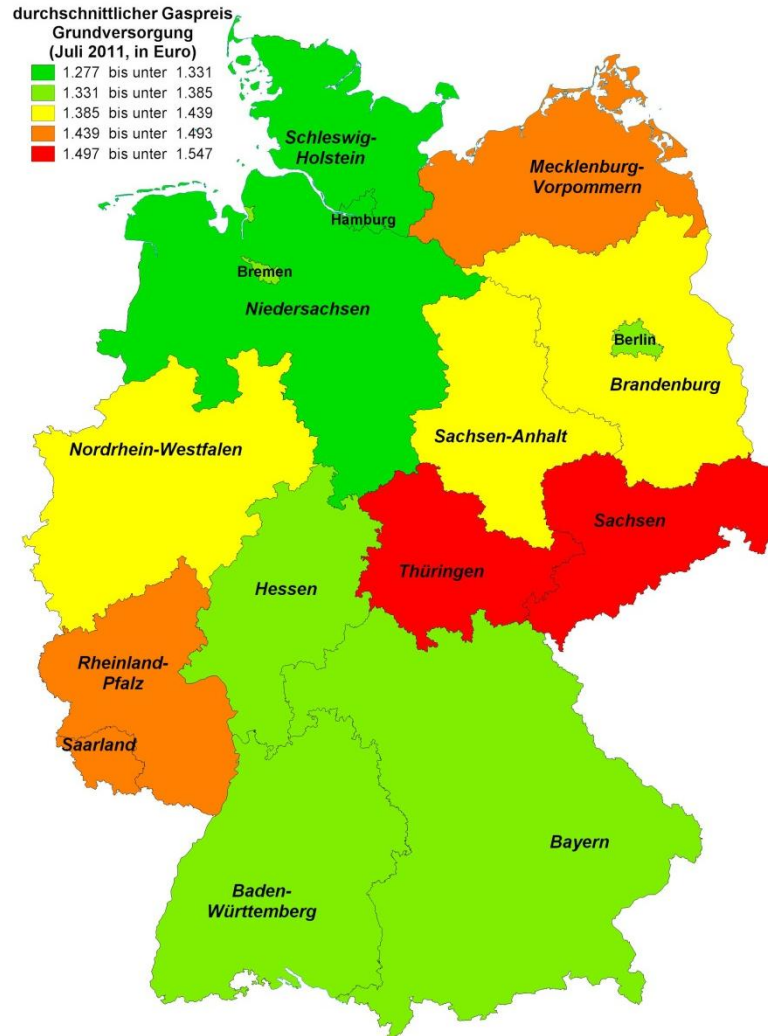 durchschnittlicher Gaspreis
Grundversorgung
(Juli 2011, in Euro)
1.277 bis unter 1.331
1.331 bis unter 1.385
1.385 bis unter 1.439
1.439 bis unter 1.493
1.497 bis unter 1.547
Schleswig-
Holstein
Mecklenburg-
Vorpommern
Hamburg
Bremen
Niedersachsen
Berlin
Brandenburg
Sachsen-Anhalt
Nordrhein-Westfalen
Sachsen
Thüringen
Hessen
Rheinland-
Pfalz
Saarland
Bayern
Baden-
Württemberg